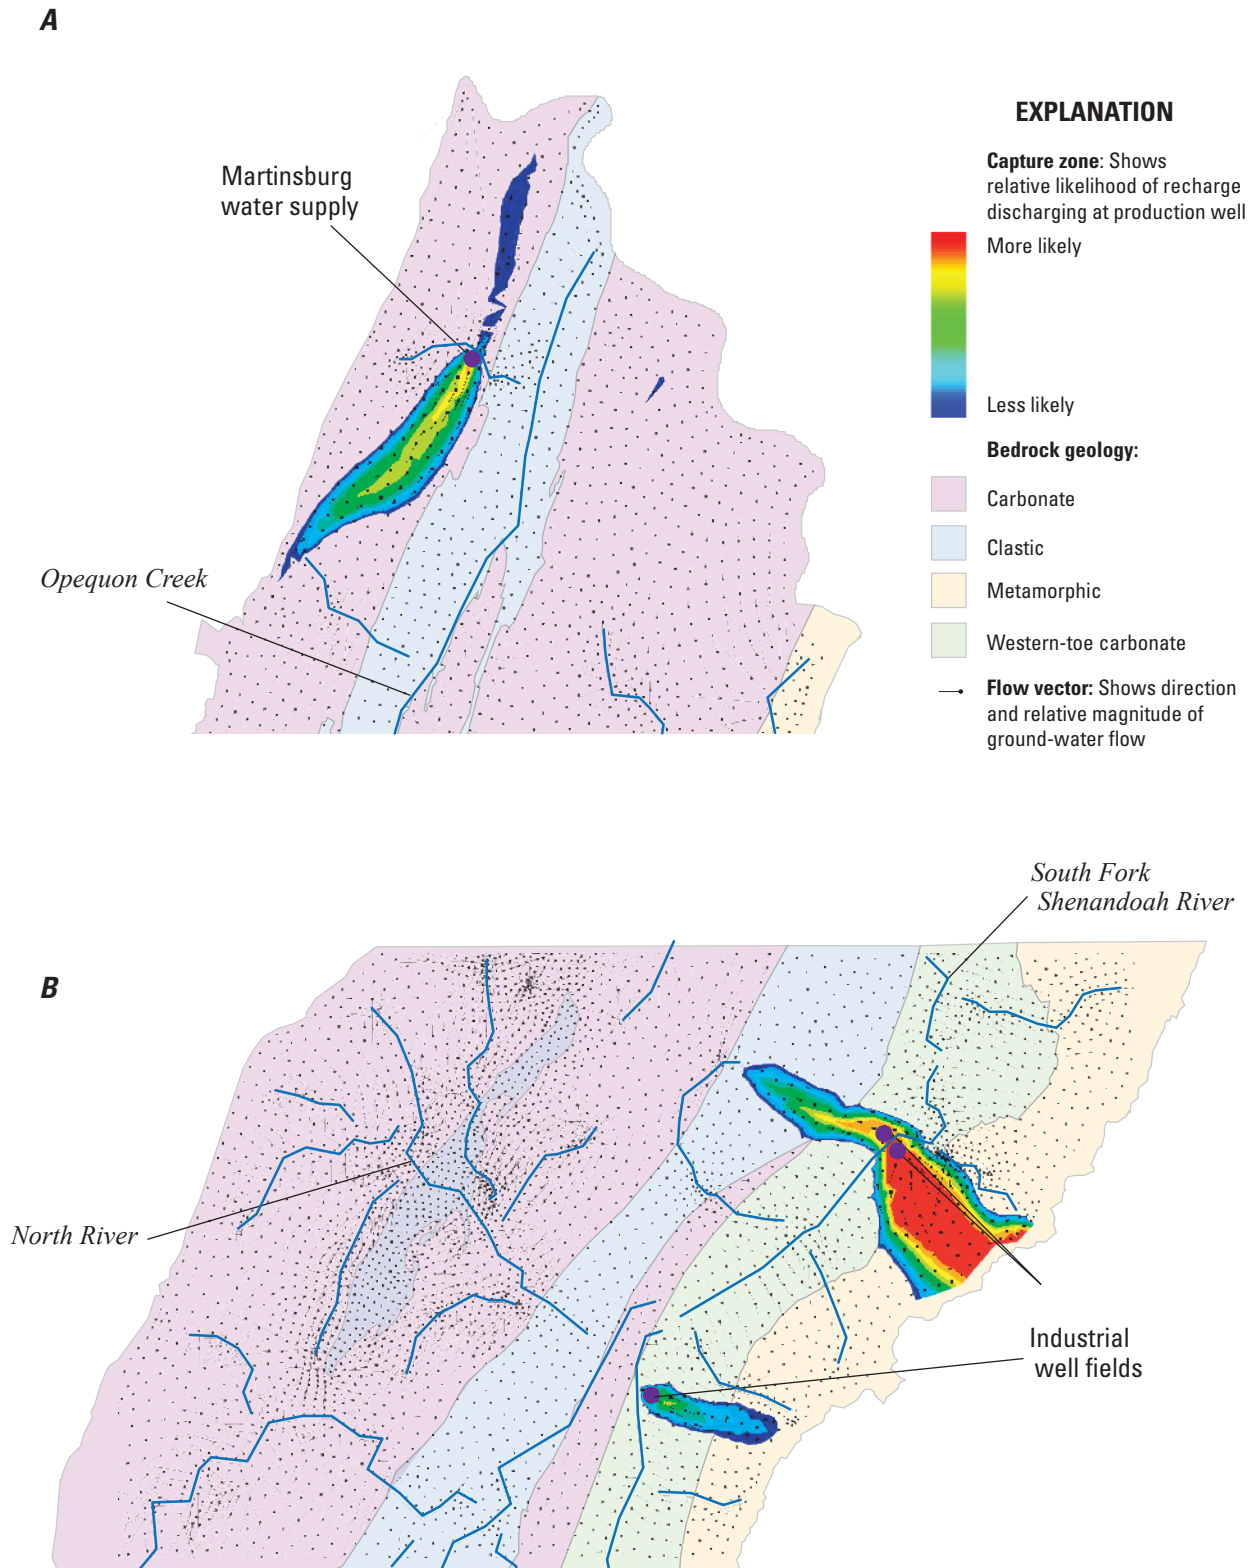 A
Martinsburg
water supply
Opequon Creek
EXPLANATION
Capture zone: Shows
relative likelihood of recharge
discharging at production well
More likely
Less likely
Bedrock geology:
Carbonate
Clastic
Metamorphic
Western-toe carbonate
Flow vector: Shows direction
and relative magnitude of
ground-water flow
South Fork
Shenandoah River
B
North River
Industrial
well fields